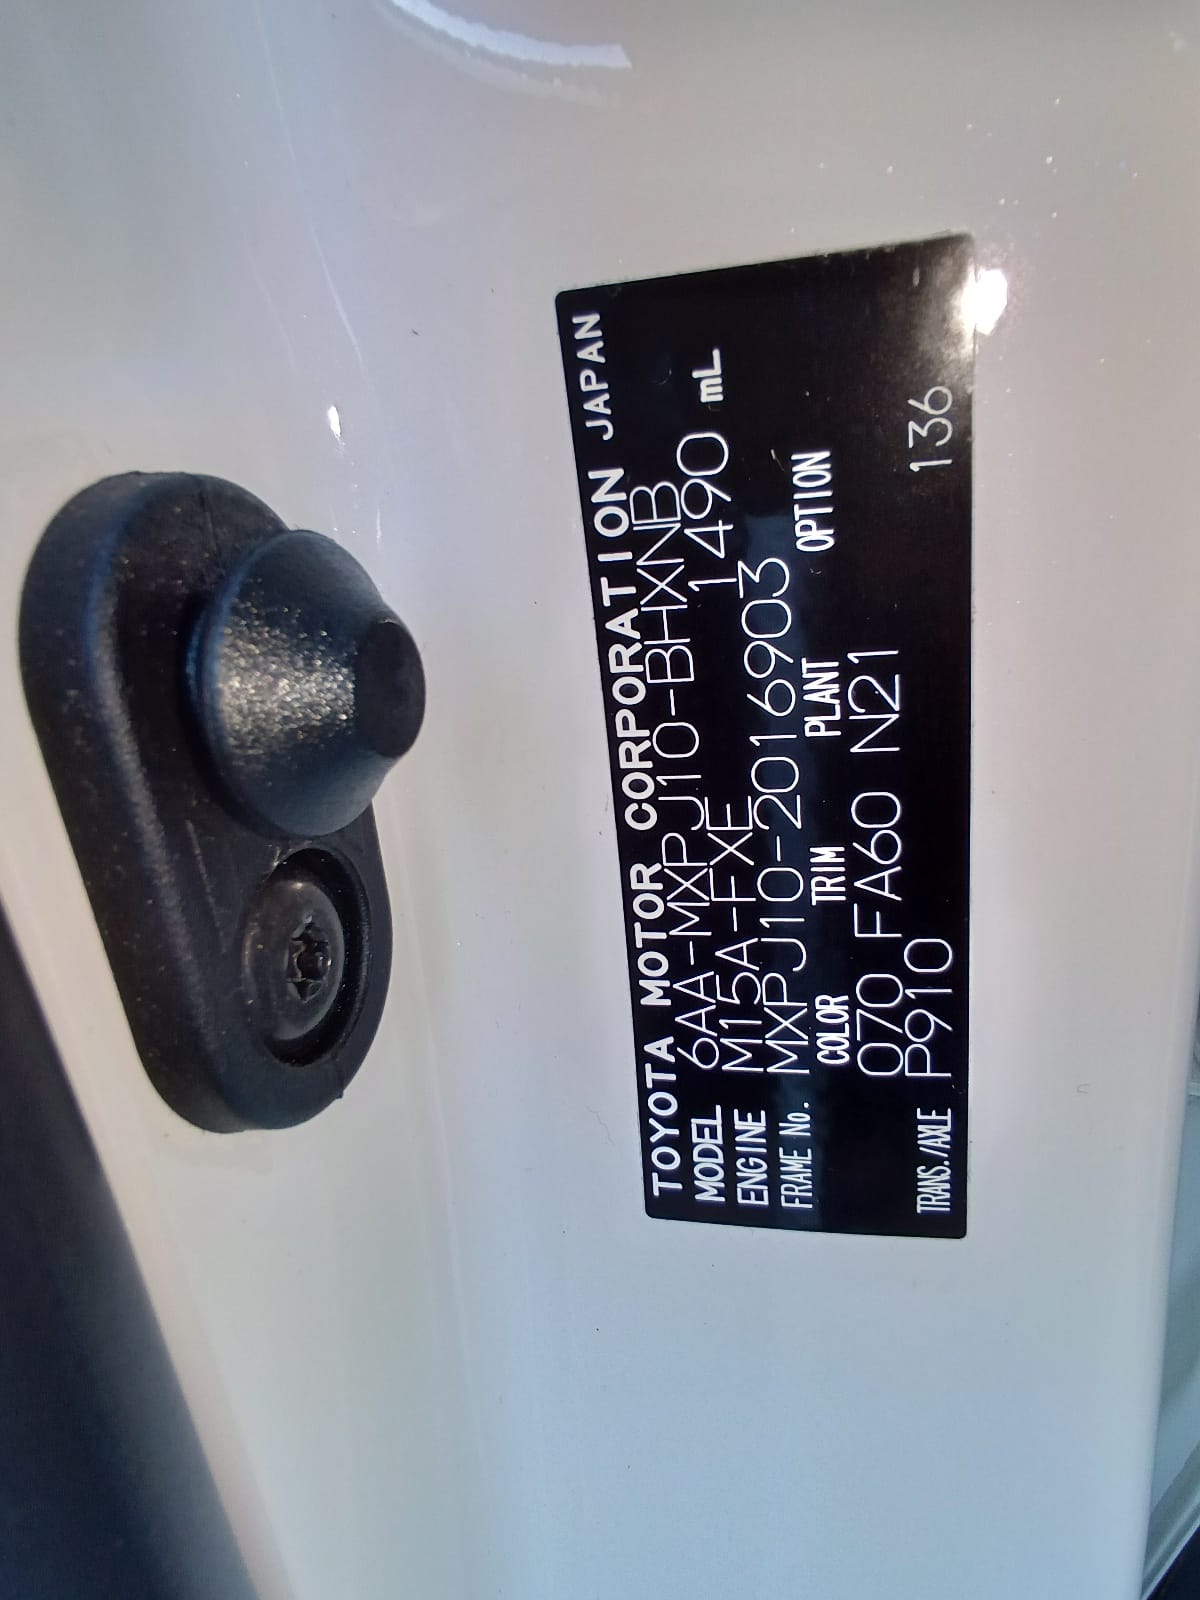 TOYOTA MOTOR CORPORATION JAPAN
MODEL 6AA-MXPJ10-BHXNB
ENGINE M15A-FXE 1490 mL
FRAME No. MXPJ10-2016903
COLOR TRIM PLANT OPTION
070 FA60 N21
TRANS./AXLE P910 136